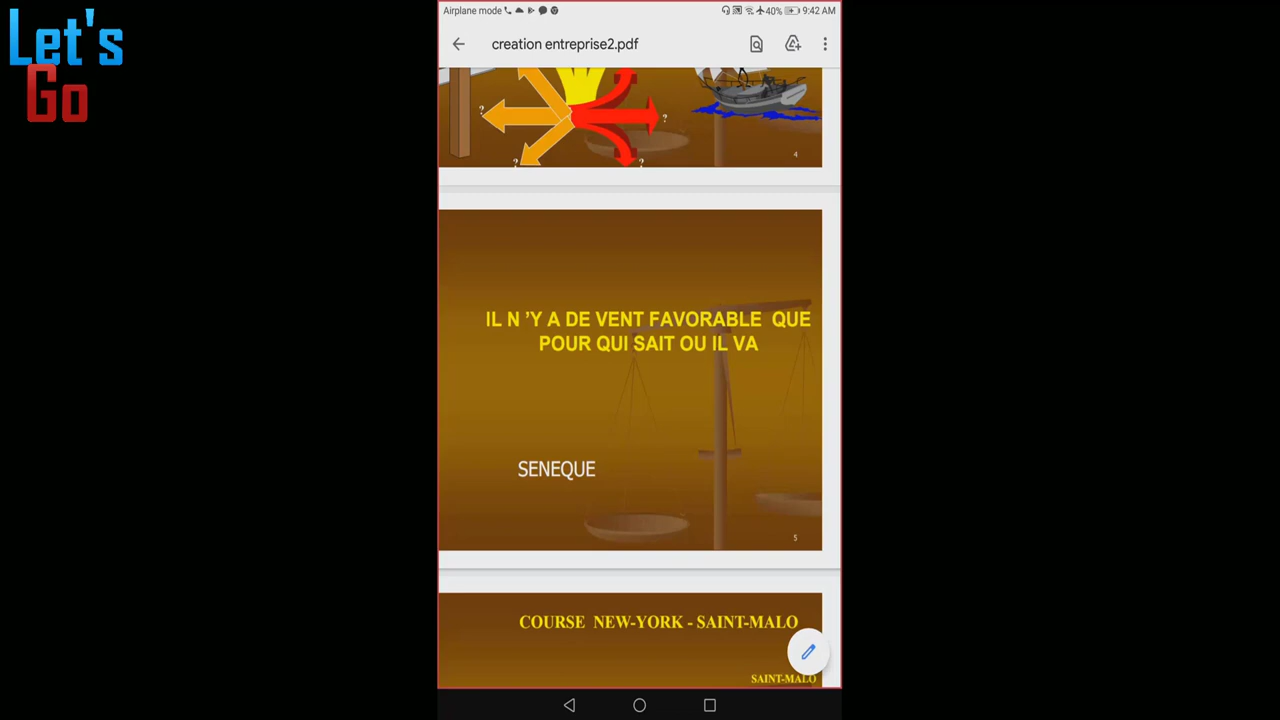 Let's
Go
Airplane mode
40% 9:42 AM
creation entreprise2.pdf
?
?
?
?
4
IL N ’Y A DE VENT FAVORABLE QUE
POUR QUI SAIT OU IL VA
SENEQUE
5
COURSE NEW-YORK - SAINT-MALO
SAINT-MALO